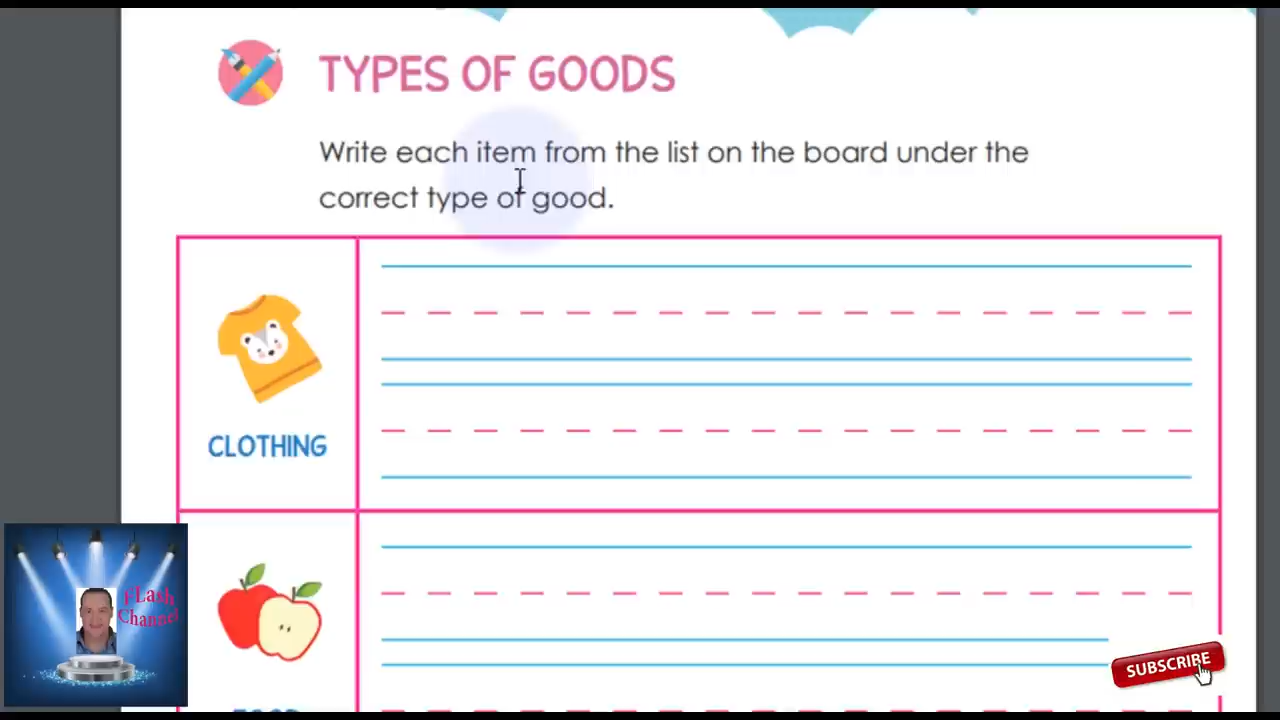 TYPES OF GOODS
Write each item from the list on the board under the
correct type of good.
CLOTHING
FLash
Channel
SUBSCRIBE